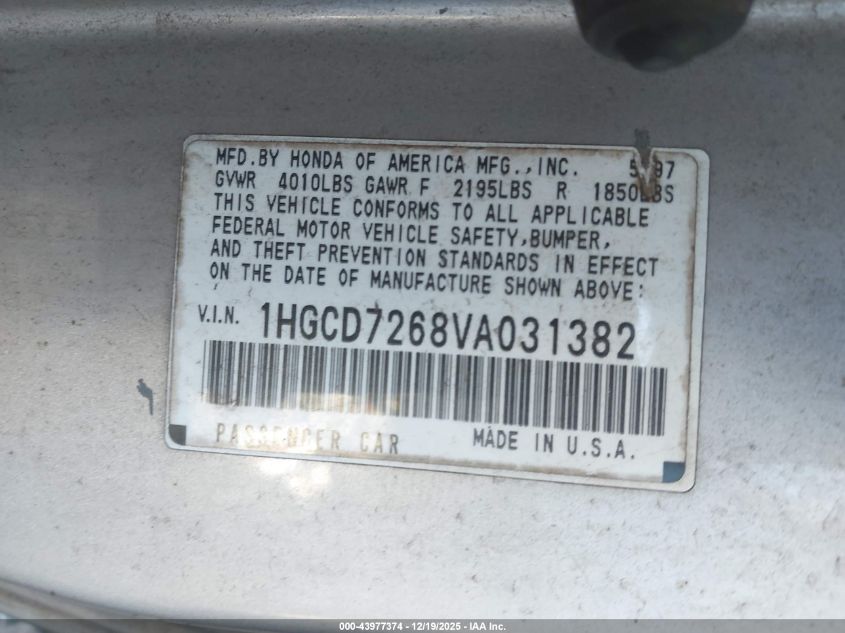 MFD.BY HONDA OF AMERICA MFG.,INC.
GVWR 4010LBS GAWR F 2195LBS R 1850LBS
THIS VEHICLE CONFORMS TO ALL APPLICABLE
FEDERAL MOTOR VEHICLE SAFETY,BUMPER,
AND THEFT PREVENTION STANDARDS IN EFFECT
ON THE DATE OF MANUFACTURE SHOWN ABOVE:
V.I.N. 1HGCD7268VA031382
PASSENGER CAR MADE IN U.S.A.
000-43977374 | 12/19/2025 - IAA Inc.